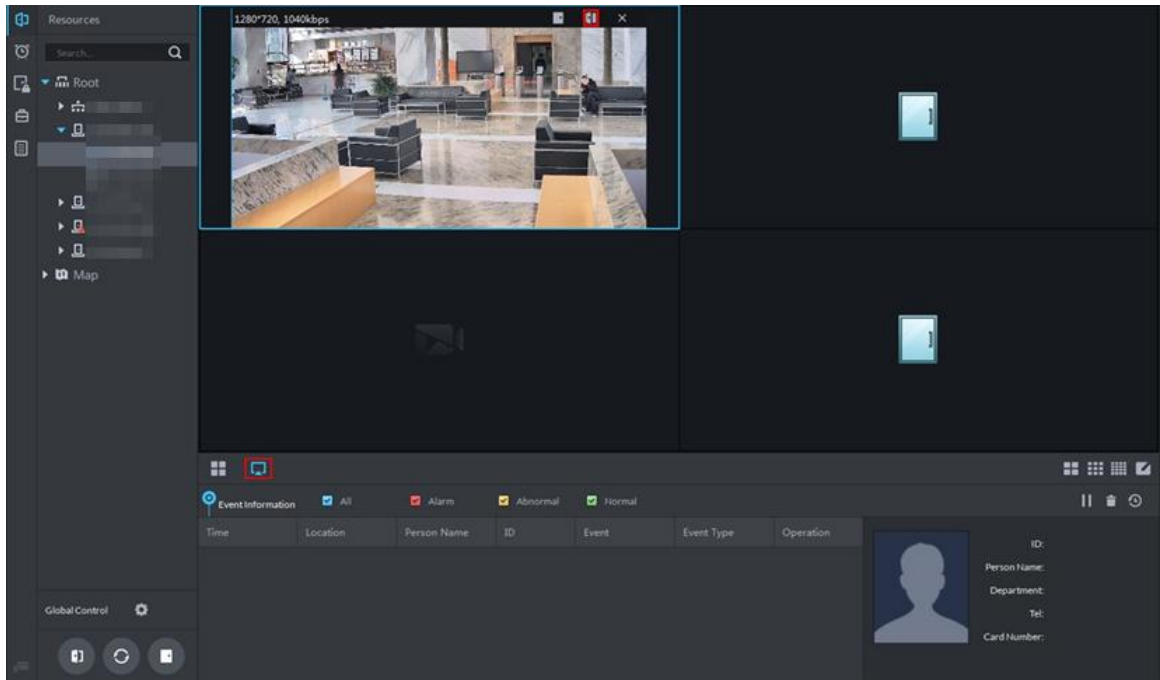 Resources
1280*720, 1040kbps
Search...
Root
Map
Event Information
All
Alarm
Abnormal
Normal
Time
Location
Person Name
ID
Event
Event Type
Operation
ID:
Person Name:
Department:
Tel:
Card Number:
Global Control